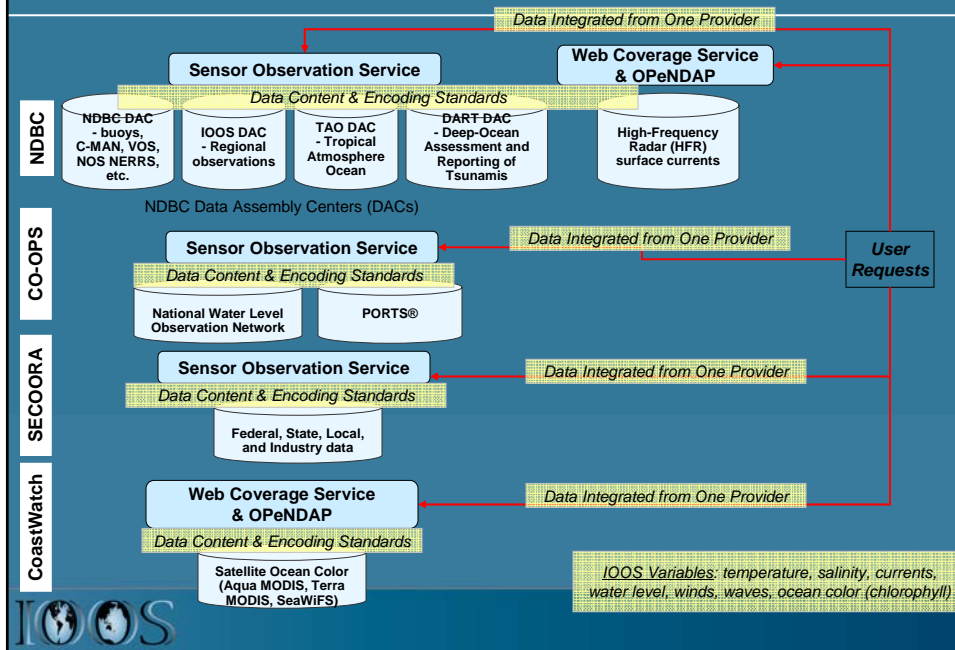 Data Integrated from One Provider
Sensor Observation Service
Web Coverage Service
& OPeNDAP
Data Content & Encoding Standards
NDBC
NDBC DAC
- buoys,
C-MAN, VOS,
NOS NERRS,
etc.
IOOS DAC
- Regional
observations
TAO DAC
- Tropical
Atmosphere
Ocean
DART DAC
- Deep-Ocean
Assessment and
Reporting of
Tsunamis
High-Frequency
Radar (HFR)
surface currents
NDBC Data Assembly Centers (DACs)
CO-OPS
Sensor Observation Service
Data Integrated from One Provider
User
Requests
Data Content & Encoding Standards
National Water Level
Observation Network
PORTS®
SECOORA
Sensor Observation Service
Data Integrated from One Provider
Data Content & Encoding Standards
Federal, State, Local,
and Industry data
CoastWatch
Web Coverage Service
& OPeNDAP
Data Integrated from One Provider
Data Content & Encoding Standards
Satellite Ocean Color
(Aqua MODIS, Terra
MODIS, SeaWiFS)
IOOS Variables: temperature, salinity, currents,
water level, winds, waves, ocean color (chlorophyll)
IOOS